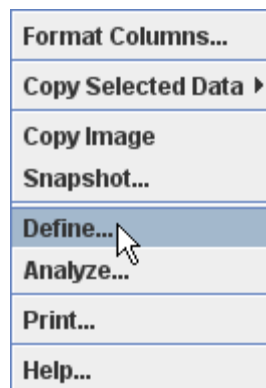 Format Columns...
Copy Selected Data
Copy Image
Snapshot...
Define...
Analyze...
Print...
Help...